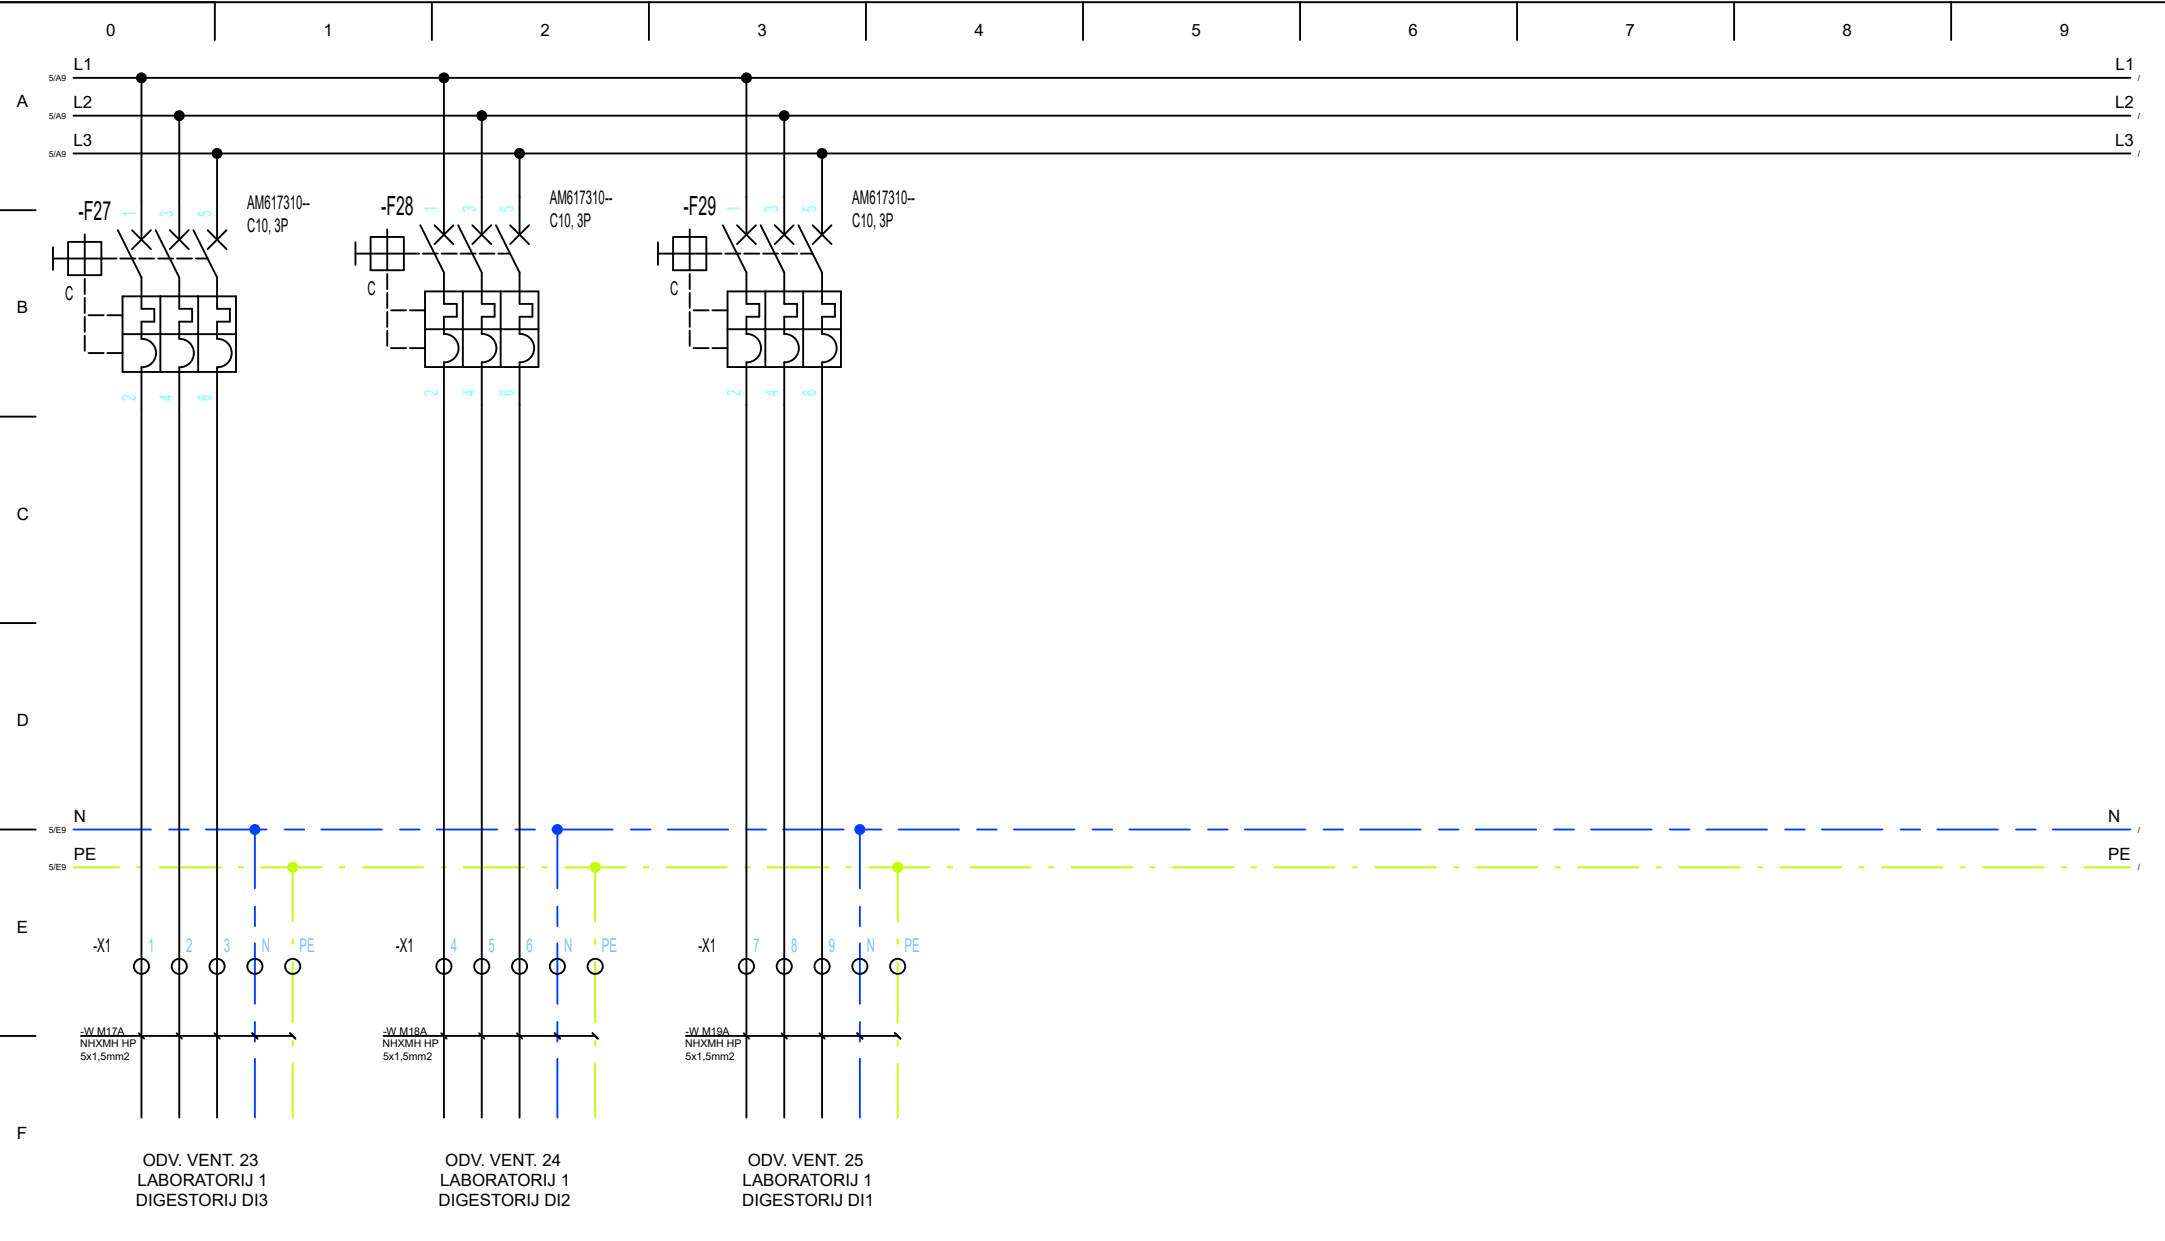 0 1 2 3 4 5 6 7 8 9
L1 L1
5/A9 /
A
L2 L2
5/A9 /
L3 L3
5/A9 /
-F27 1 3 5
AM617310--
C10, 3P
C
2 4 6
-F28 1 3 5
AM617310--
C10, 3P
C
2 4 6
-F29 1 3 5
AM617310--
C10, 3P
C
2 4 6
B
C
D
N N
5/E9 /
PE PE
5/E9 /
E
-X1 1 2 3 N PE
-X1 4 5 6 N PE
-X1 7 8 9 N PE
-W M17A
NHXMH HP
5x1,5mm2
-W M18A
NHXMH HP
5x1,5mm2
-W M19A
NHXMH HP
5x1,5mm2
F
ODV. VENT. 23
LABORATORIJ 1
DIGESTORIJ DI3
ODV. VENT. 24
LABORATORIJ 1
DIGESTORIJ DI2
ODV. VENT. 25
LABORATORIJ 1
DIGESTORIJ DI1